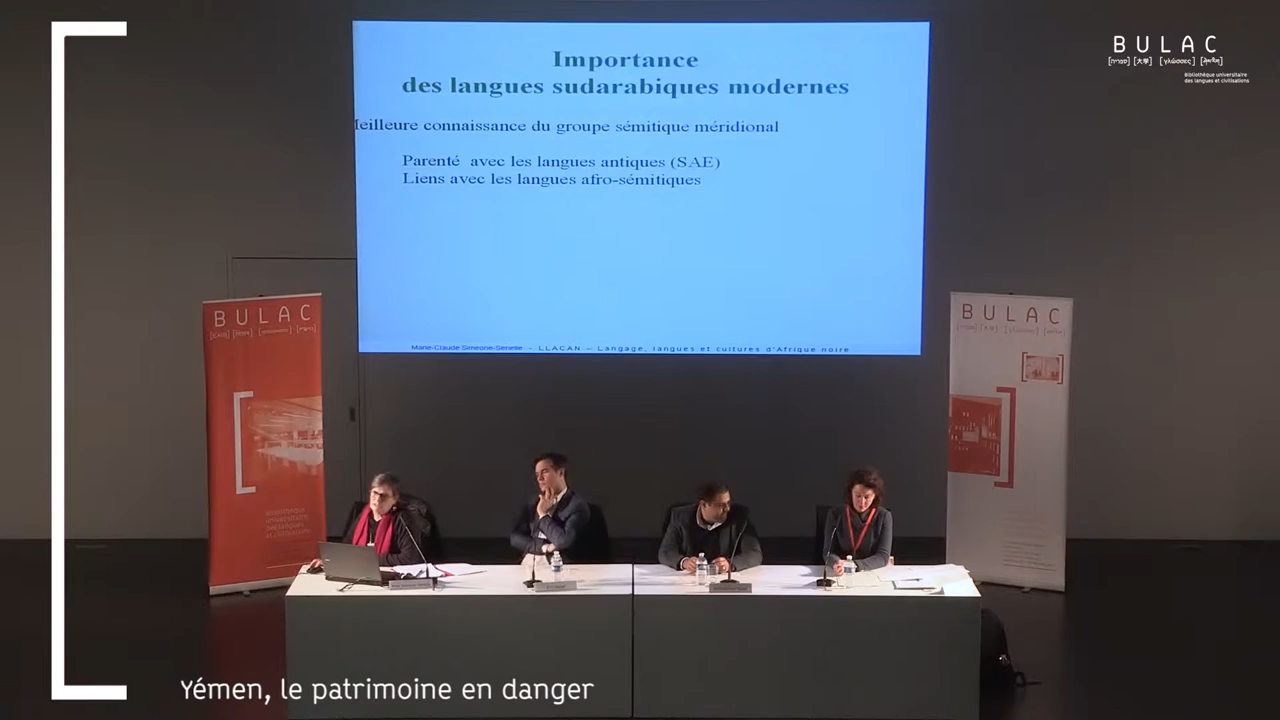 BULAC
Bibliothèque universitaire
des langues et civilisations
Importance
des langues sudarabiques modernes
Meilleure connaissance du groupe sémitique méridional
Parenté avec les langues antiques (SAE)
Liens avec les langues afro-sémitiques
Marie-Claude Simeone-Senelle - LLACAN – Langage, langues et cultures d'Afrique noire
BULAC
BULAC
Yémen, le patrimoine en danger